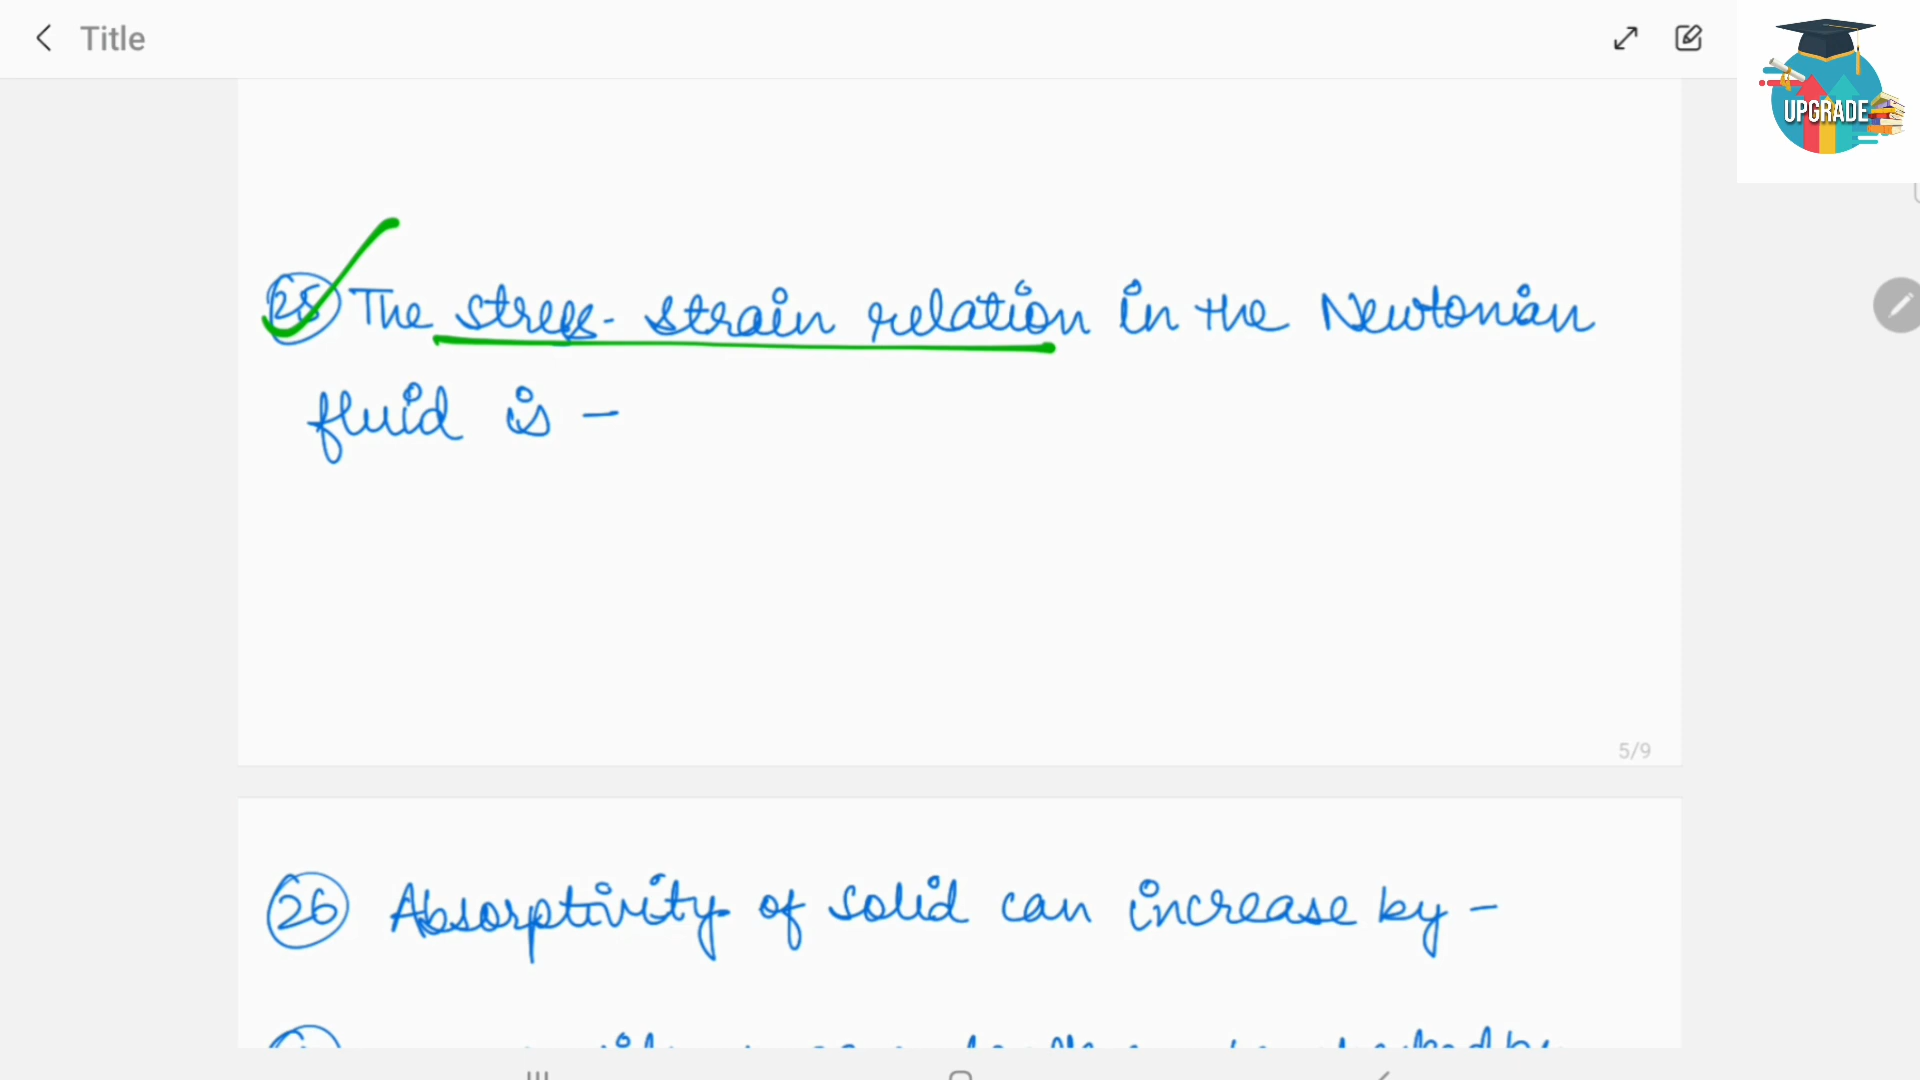 Title
UPGRADE
25 The stress-strain relation in the Newtonian
fluid is -
5/9
26 Absorptivity of solid can increase by -